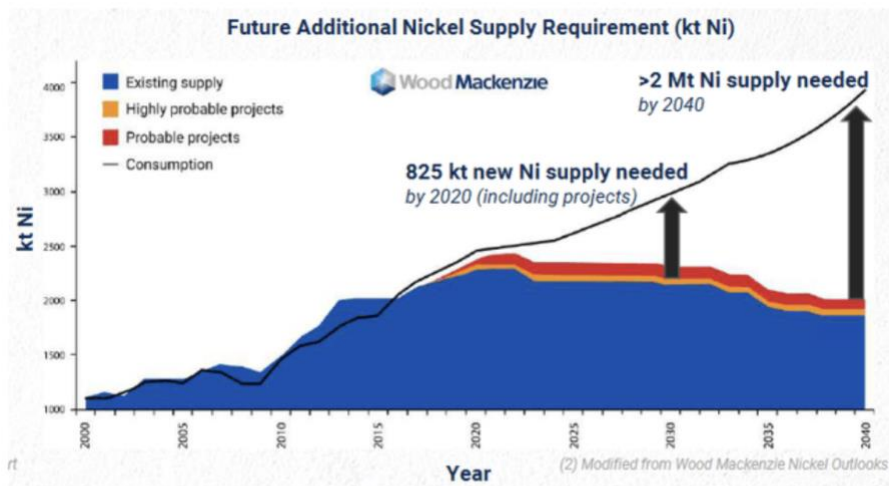 Future Additional Nickel Supply Requirement (kt Ni)
Existing supply
Highly probable projects
Probable projects
Consumption
Wood Mackenzie
>2 Mt Ni supply needed
by 2040
825 kt new Ni supply needed
by 2020 (including projects)
kt Ni
4000
3500
3000
2500
2000
1500
1000
2000
2005
2010
2015
2020
2025
2030
2035
2040
rt
Year
(2) Modified from Wood Mackenzie Nickel Outlooks